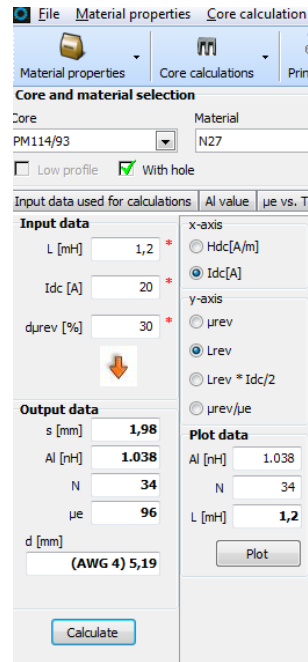 File Material properties Core calculation
Material properties Core calculations Prin
Core and material selection
Core Material
PM114/93 N27
Low profile With hole
Input data used for calculations Al value µe vs. T
Input data
L [mH] 1,2 *
Idc [A] 20 *
dµrev [%] 30 *
Output data
s [mm] 1,98
Al [nH] 1.038
N 34
µe 96
d [mm]
(AWG 4) 5,19
Calculate
x-axis
Hdc[A/m]
Idc[A]
y-axis
µrev
Lrev
Lrev * Idc/2
µrev/µe
Plot data
Al [nH] 1.038
N 34
L [mH] 1,2
Plot